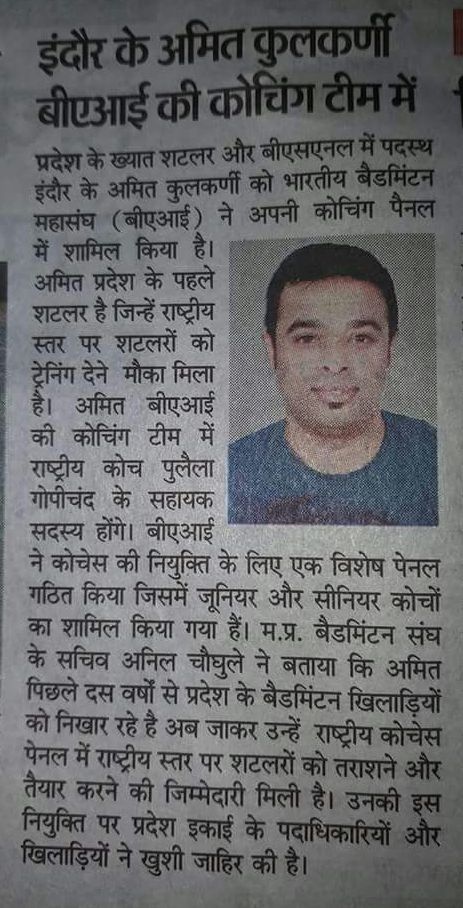 इंदौर के अमित कुलकर्णी
बीएआई की कोचिंग टीम में
प्रदेश के ख्यात शटलर और बीएसएनल में पदस्थ
इंदौर के अमित कुलकर्णी को भारतीय बैडमिंटन
महासंघ (बीएआई) ने अपनी कोचिंग पैनल
में शामिल किया है।
अमित प्रदेश के पहले
शटलर है जिन्हें राष्ट्रीय
स्तर पर शटलरों को
ट्रेनिंग देने मौका मिला
है। अमित बीएआई
की कोचिंग टीम में
राष्ट्रीय कोच पुलैला
गोपीचंद के सहायक
सदस्य होंगे। बीएआई
ने कोचेस की नियुक्ति के लिए एक विशेष पेनल
गठित किया जिसमें जूनियर और सीनियर कोचों
का शामिल किया गया हैं। म.प्र. बैडमिंटन संघ
के सचिव अनिल चौघुले ने बताया कि अमित
पिछले दस वर्षों से प्रदेश के बैडमिंटन खिलाड़ियों
को निखार रहे है अब जाकर उन्हें राष्ट्रीय कोचेस
पेनल में राष्ट्रीय स्तर पर शटलरों को तराशने और
तैयार करने की जिम्मेदारी मिली है। उनकी इस
नियुक्ति पर प्रदेश इकाई के पदाधिकारियों और
खिलाड़ियों ने खुशी जाहिर की है।